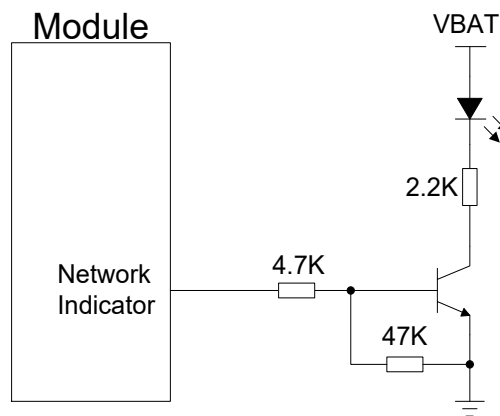 Module
VBAT
2.2K
4.7K
Network
Indicator
47K